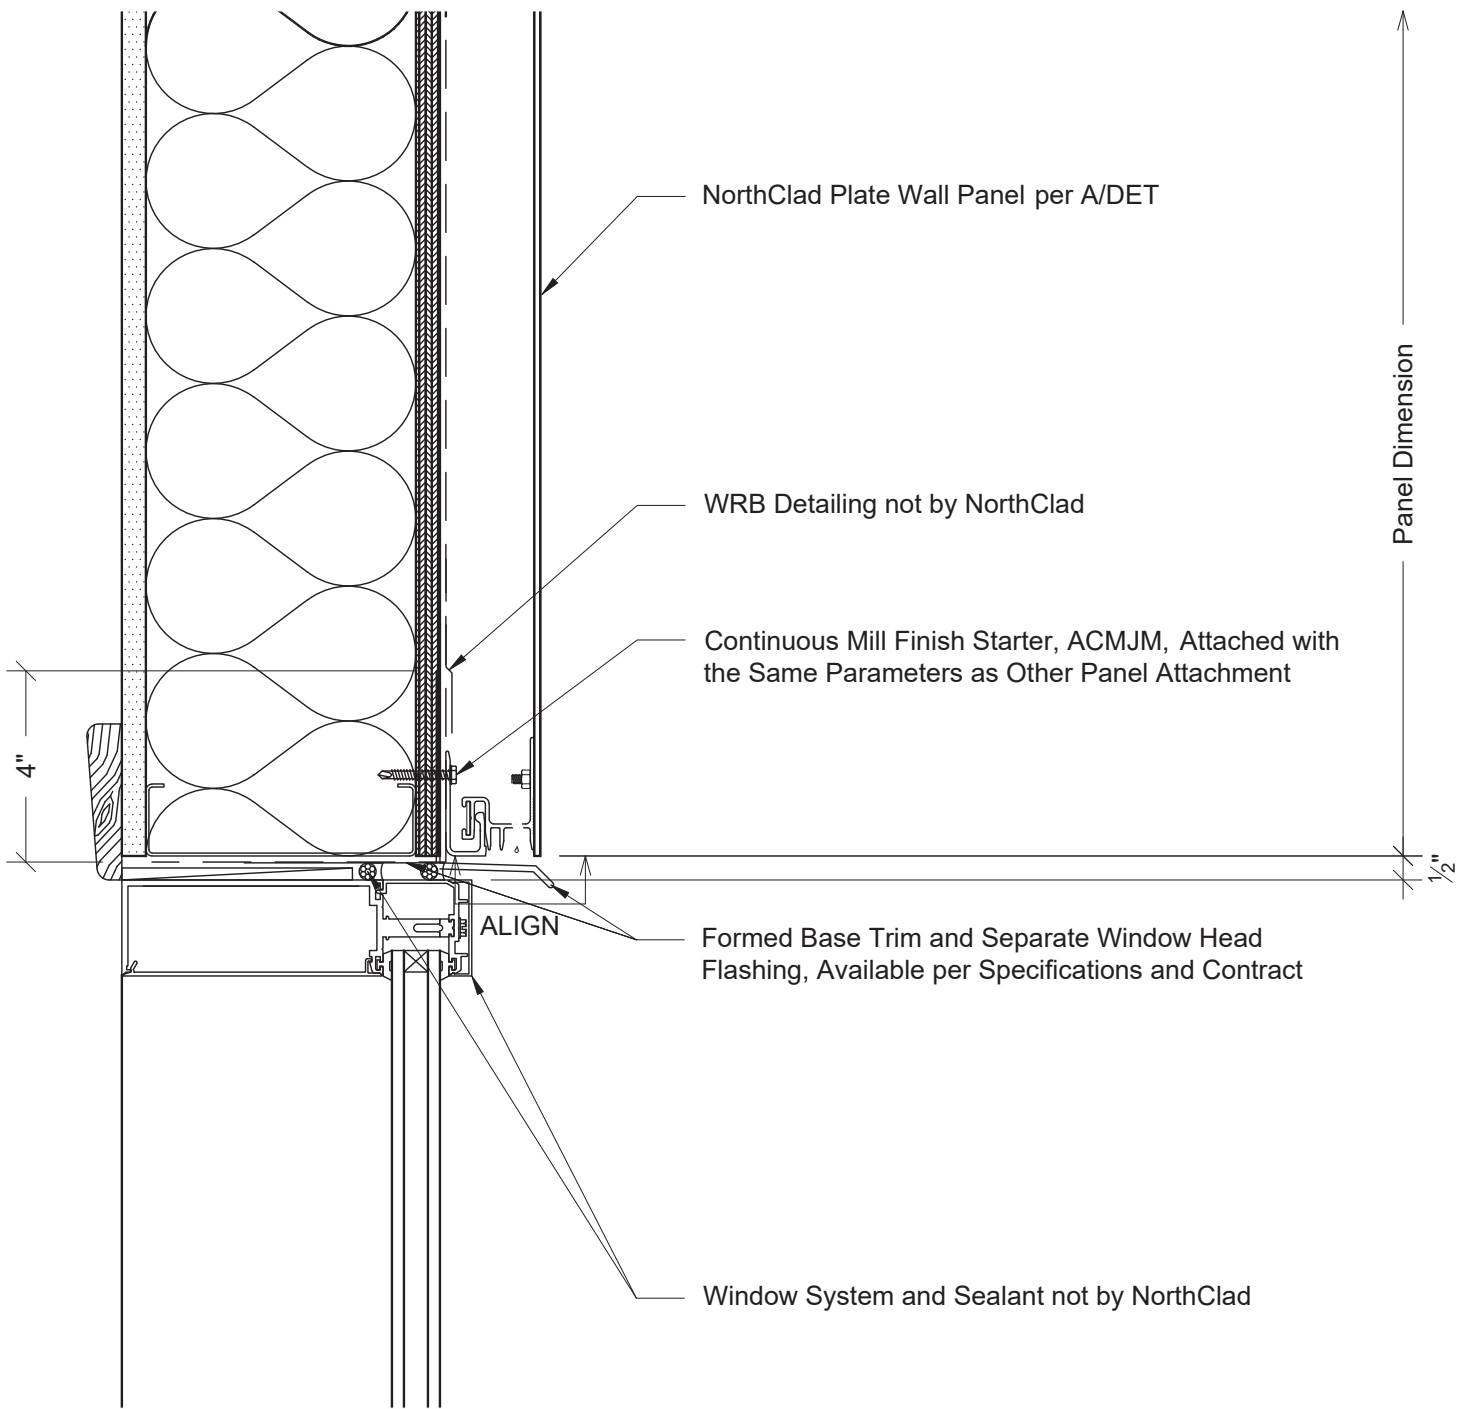 NorthClad Plate Wall Panel per A/DET
Panel Dimension
WRB Detailing not by NorthClad
Continuous Mill Finish Starter, ACMJM, Attached with
the Same Parameters as Other Panel Attachment
4"
1/2"
ALIGN
Formed Base Trim and Separate Window Head
Flashing, Available per Specifications and Contract
Window System and Sealant not by NorthClad